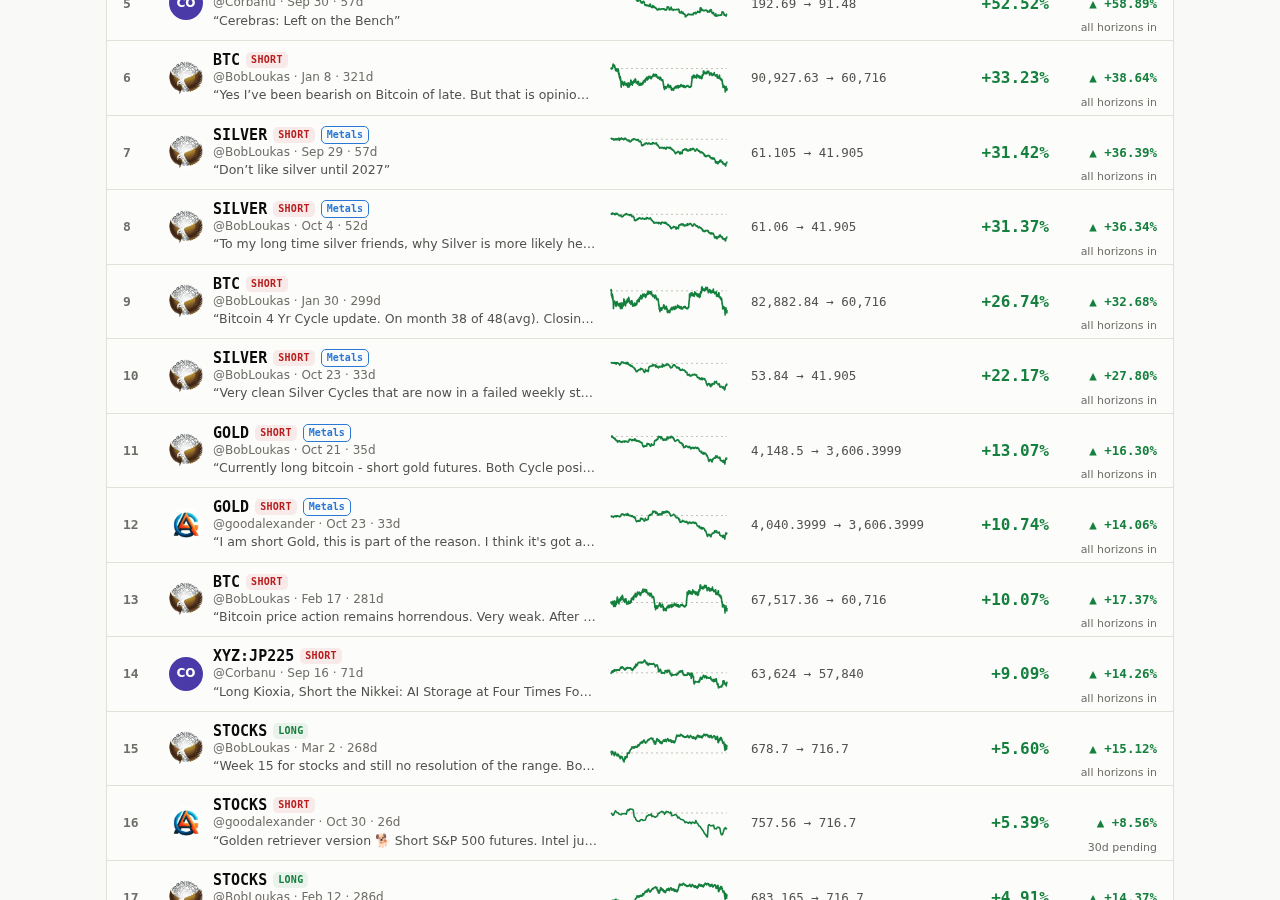 5
CO
@Corbanu · Sep 30 · 57d
“Cerebras: Left on the Bench”
192.69 → 91.48
+52.52%
▲ +58.89%
all horizons in
6
BTC SHORT
@BobLoukas · Jan 8 · 321d
“Yes I’ve been bearish on Bitcoin of late. But that is opinio…
90,927.63 → 60,716
+33.23%
▲ +38.64%
all horizons in
7
SILVER SHORT Metals
@BobLoukas · Sep 29 · 57d
“Don’t like silver until 2027”
61.105 → 41.905
+31.42%
▲ +36.39%
all horizons in
8
SILVER SHORT Metals
@BobLoukas · Oct 4 · 52d
“To my long time silver friends, why Silver is more likely he…
61.06 → 41.905
+31.37%
▲ +36.34%
all horizons in
9
BTC SHORT
@BobLoukas · Jan 30 · 299d
“Bitcoin 4 Yr Cycle update. On month 38 of 48(avg). Closin…
82,882.84 → 60,716
+26.74%
▲ +32.68%
all horizons in
10
SILVER SHORT Metals
@BobLoukas · Oct 23 · 33d
“Very clean Silver Cycles that are now in a failed weekly st…
53.84 → 41.905
+22.17%
▲ +27.80%
all horizons in
11
GOLD SHORT Metals
@BobLoukas · Oct 21 · 35d
“Currently long bitcoin - short gold futures. Both Cycle posi…
4,148.5 → 3,606.3999
+13.07%
▲ +16.30%
all horizons in
12
GOLD SHORT Metals
@goodalexander · Oct 23 · 33d
“I am short Gold, this is part of the reason. I think it's got a…
4,040.3999 → 3,606.3999
+10.74%
▲ +14.06%
all horizons in
13
BTC SHORT
@BobLoukas · Feb 17 · 281d
“Bitcoin price action remains horrendous. Very weak. After …
67,517.36 → 60,716
+10.07%
▲ +17.37%
all horizons in
14
CO
XYZ:JP225 SHORT
@Corbanu · Sep 16 · 71d
“Long Kioxia, Short the Nikkei: AI Storage at Four Times Fo…
63,624 → 57,840
+9.09%
▲ +14.26%
all horizons in
15
STOCKS LONG
@BobLoukas · Mar 2 · 268d
“Week 15 for stocks and still no resolution of the range. Bo…
678.7 → 716.7
+5.60%
▲ +15.12%
all horizons in
16
STOCKS SHORT
@goodalexander · Oct 30 · 26d
“Golden retriever version 🐕 Short S&P 500 futures. Intel ju…
757.56 → 716.7
+5.39%
▲ +8.56%
30d pending
17
STOCKS LONG
@BobLoukas · Feb 12 · 286d
683.165 → 716.7
+4.91%
▲ +14.37%